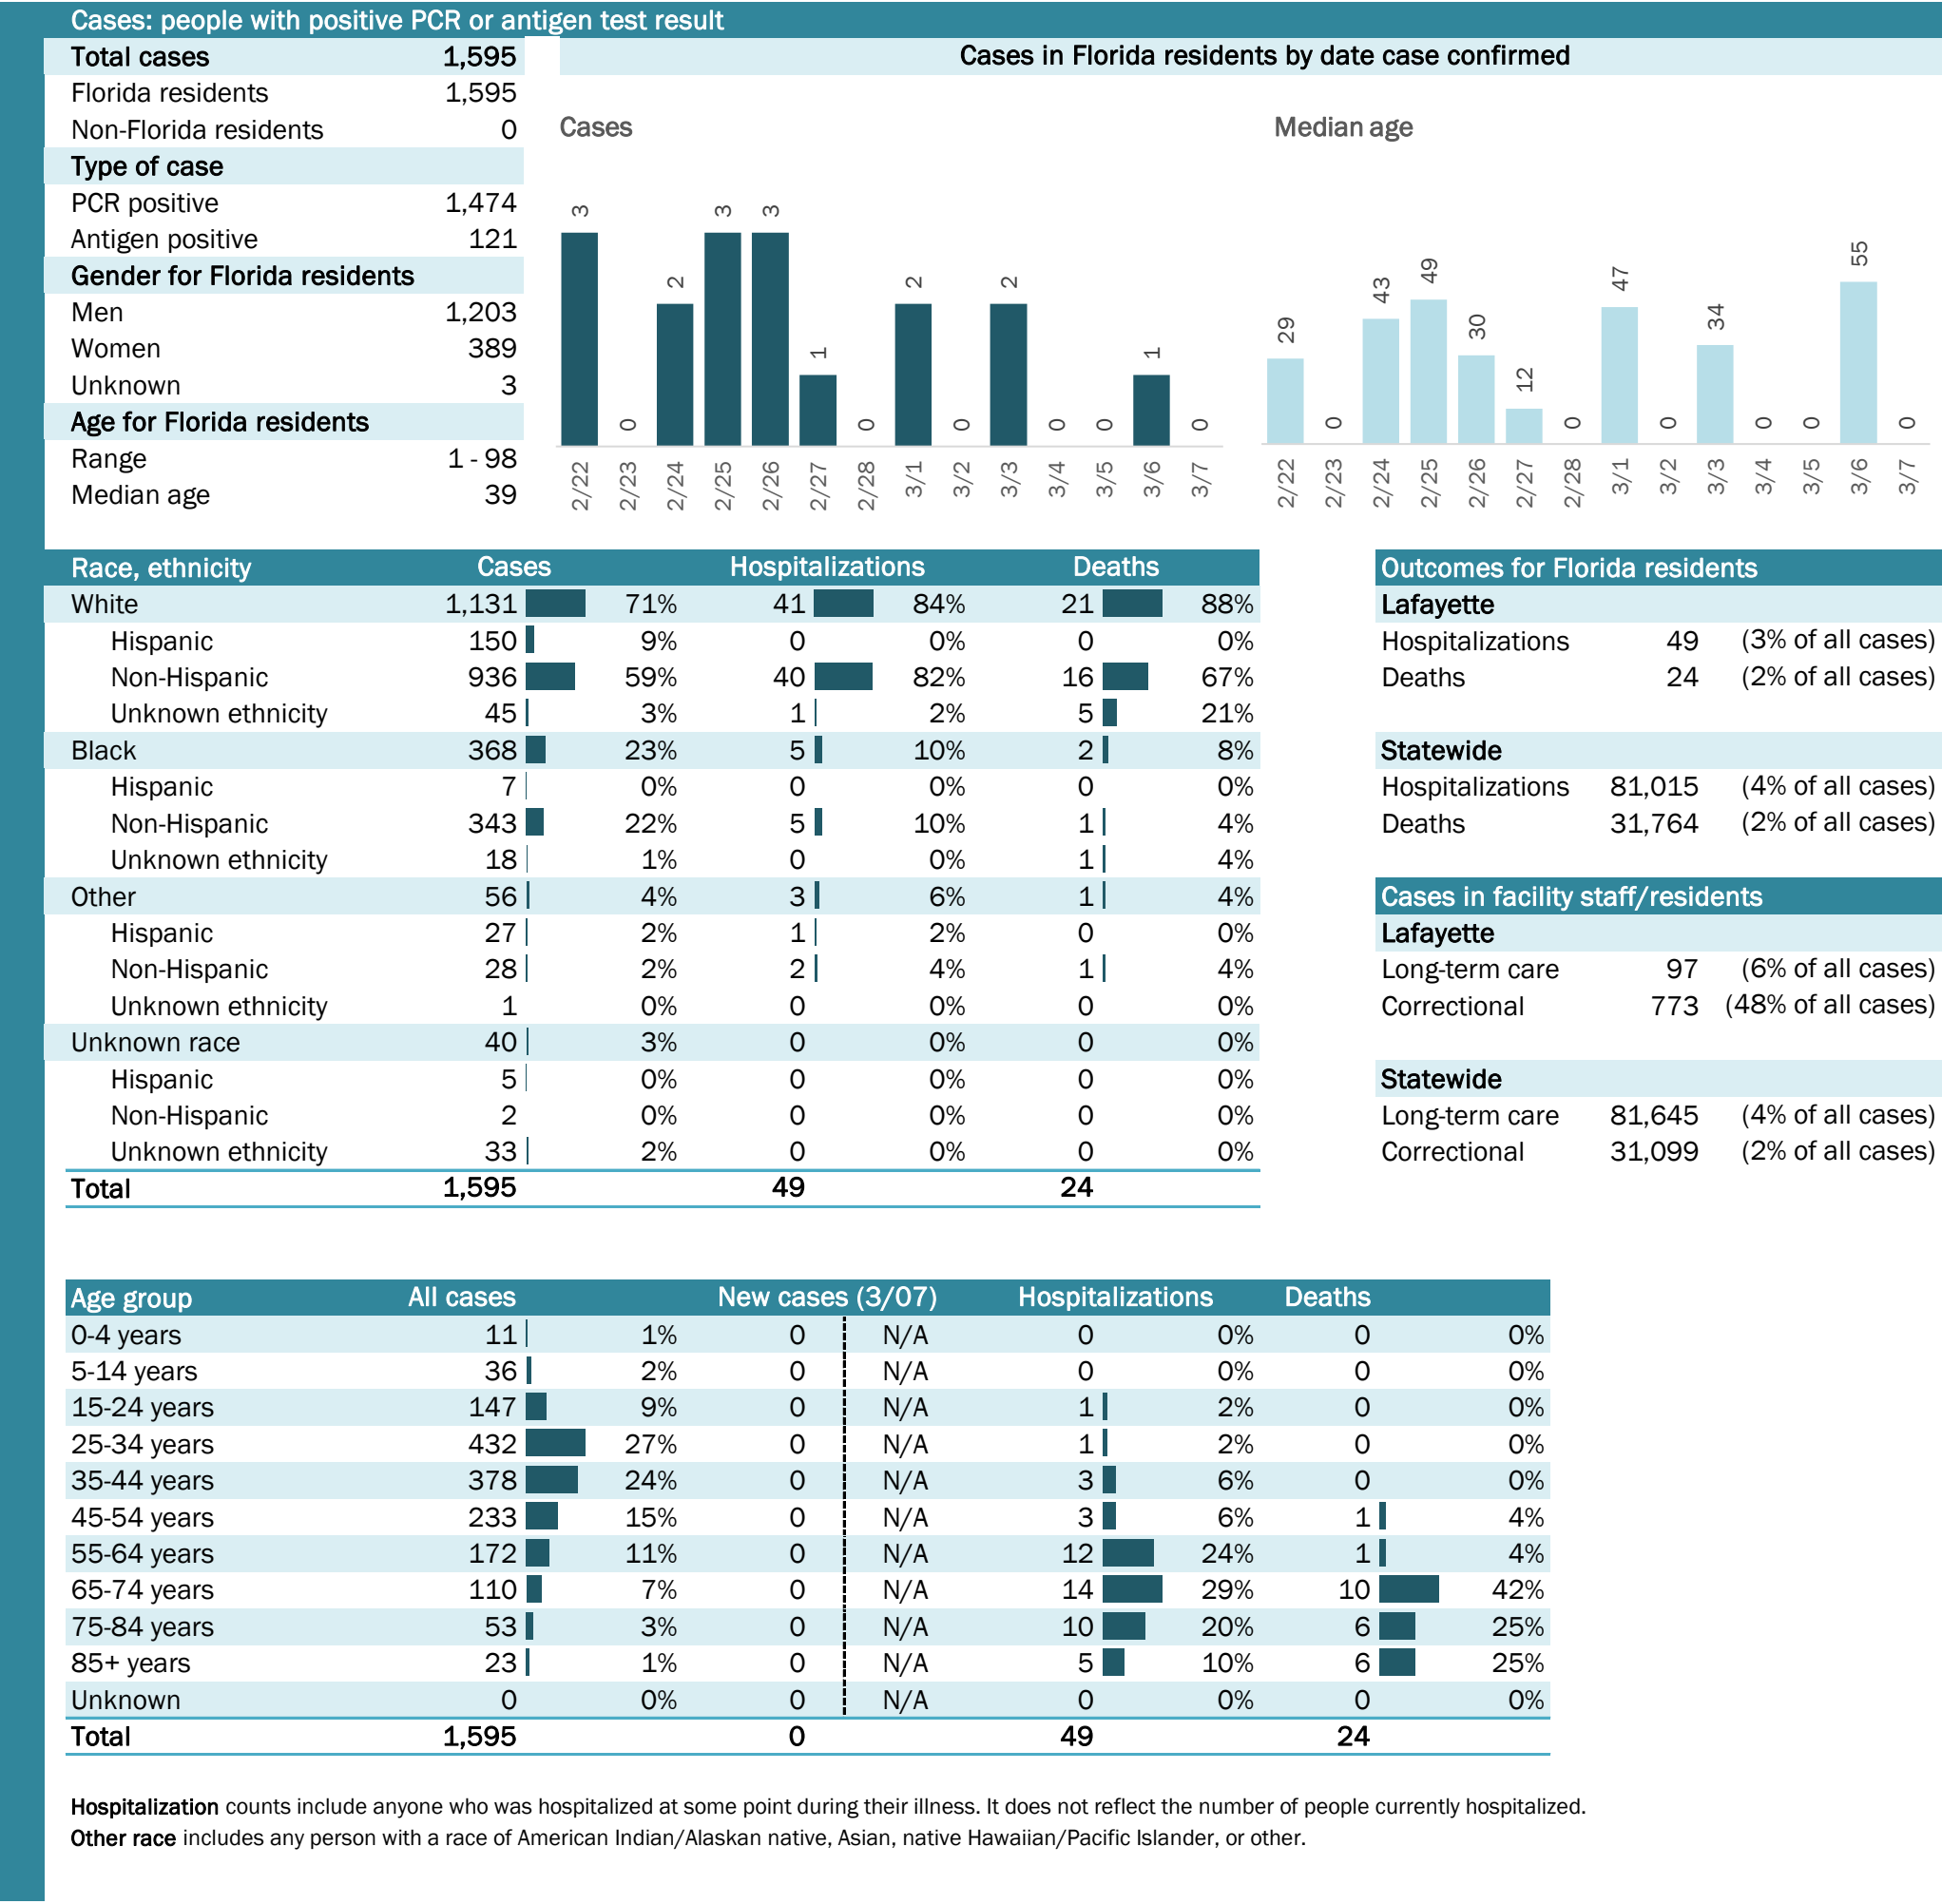 Cases: people with positive PCR or antigen test result
Total cases 1,595
Florida residents 1,595
Non-Florida residents 0
Type of case
PCR positive 1,474
Antigen positive 121
Gender for Florida residents
Men 1,203
Women 389
Unknown 3
Age for Florida residents
Range 1 - 98
Median age 39
Cases in Florida residents by date case confirmed
Cases
3 0 2 3 3 1 0 2 0 2 0 0 1 0
2/22 2/23 2/24 2/25 2/26 2/27 2/28 3/1 3/2 3/3 3/4 3/5 3/6 3/7
Median age
29 0 43 49 30 12 0 47 0 34 0 0 55 0
2/22 2/23 2/24 2/25 2/26 2/27 2/28 3/1 3/2 3/3 3/4 3/5 3/6 3/7
Race, ethnicity Cases Hospitalizations Deaths
White 1,131 71% 41 84% 21 88%
Hispanic 150 9% 0 0% 0 0%
Non-Hispanic 936 59% 40 82% 16 67%
Unknown ethnicity 45 3% 1 2% 5 21%
Black 368 23% 5 10% 2 8%
Hispanic 7 0% 0 0% 0 0%
Non-Hispanic 343 22% 5 10% 1 4%
Unknown ethnicity 18 1% 0 0% 1 4%
Other 56 4% 3 6% 1 4%
Hispanic 27 2% 1 2% 0 0%
Non-Hispanic 28 2% 2 4% 1 4%
Unknown ethnicity 1 0% 0 0% 0 0%
Unknown race 40 3% 0 0% 0 0%
Hispanic 5 0% 0 0% 0 0%
Non-Hispanic 2 0% 0 0% 0 0%
Unknown ethnicity 33 2% 0 0% 0 0%
Total 1,595 49 24
Outcomes for Florida residents
Lafayette
Hospitalizations 49 (3% of all cases)
Deaths 24 (2% of all cases)
Statewide
Hospitalizations 81,015 (4% of all cases)
Deaths 31,764 (2% of all cases)
Cases in facility staff/residents
Lafayette
Long-term care 97 (6% of all cases)
Correctional 773 (48% of all cases)
Statewide
Long-term care 81,645 (4% of all cases)
Correctional 31,099 (2% of all cases)
Age group All cases New cases (3/07) Hospitalizations Deaths
0-4 years 11 1% 0 N/A 0 0% 0 0%
5-14 years 36 2% 0 N/A 0 0% 0 0%
15-24 years 147 9% 0 N/A 1 2% 0 0%
25-34 years 432 27% 0 N/A 1 2% 0 0%
35-44 years 378 24% 0 N/A 3 6% 0 0%
45-54 years 233 15% 0 N/A 3 6% 1 4%
55-64 years 172 11% 0 N/A 12 24% 1 4%
65-74 years 110 7% 0 N/A 14 29% 10 42%
75-84 years 53 3% 0 N/A 10 20% 6 25%
85+ years 23 1% 0 N/A 5 10% 6 25%
Unknown 0 0% 0 N/A 0 0% 0 0%
Total 1,595 0 49 24
Hospitalization counts include anyone who was hospitalized at some point during their illness. It does not reflect the number of people currently hospitalized.
Other race includes any person with a race of American Indian/Alaskan native, Asian, native Hawaiian/Pacific Islander, or other.